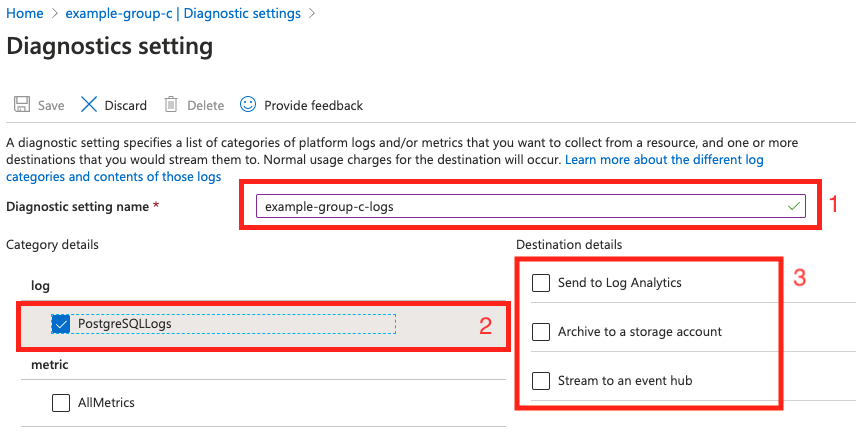 Home > example-group-c | Diagnostic settings >
Diagnostics setting
Save Discard Delete Provide feedback
A diagnostic setting specifies a list of categories of platform logs and/or metrics that you want to collect from a resource, and one or more
destinations that you would stream them to. Normal usage charges for the destination will occur. Learn more about the different log
categories and contents of those logs
Diagnostic setting name * example-group-c-logs 1
Category details
log
PostgreSQLLogs 2
metric
AllMetrics
Destination details
Send to Log Analytics 3
Archive to a storage account
Stream to an event hub